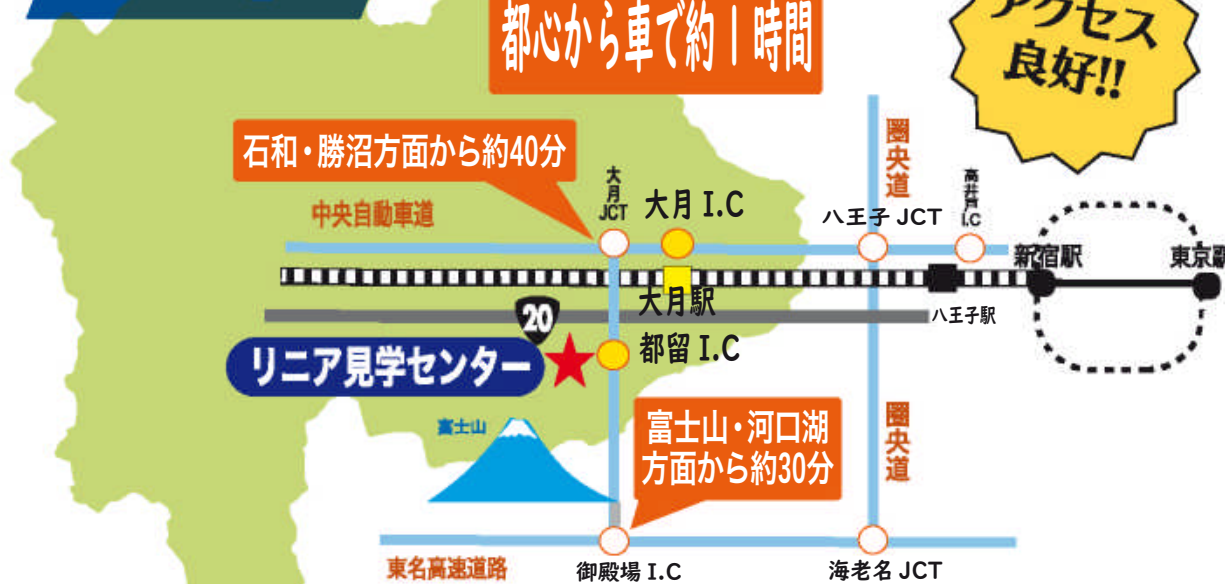 都心から車で約1時間
アクセス
良好!!
石和・勝沼方面から約40分
圏央道
高井戸I.C
大月
JCT
大月 I.C
八王子 JCT
中央自動車道
新宿駅
東京駅
大月駅
20
八王子駅
都留 I.C
リニア見学センター
富士山
富士山・河口湖
方面から約30分
圏央道
東名高速道路
御殿場 I.C
海老名 JCT